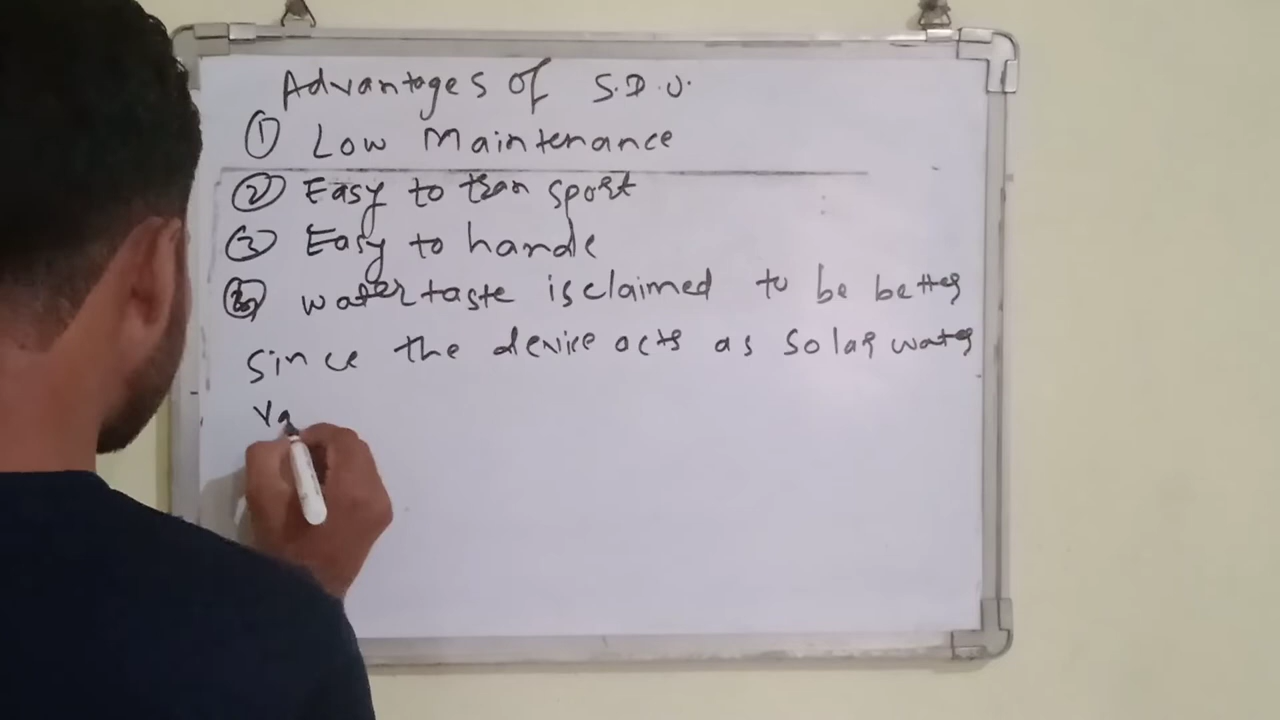 Advantages of S.D.U.
① Low Maintenance
② Easy to transport
③ Easy to handle
water taste is claimed to be better
Since the device acts as Solar water
Va